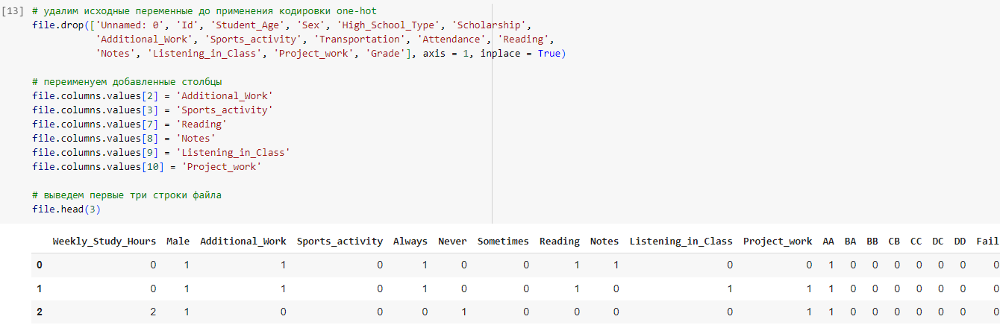 [13] # удалим исходные переменные до применения кодировки one-hot
file.drop(['Unnamed: 0', 'Id', 'Student_Age', 'Sex', 'High_School_Type', 'Scholarship',
'Additional_Work', 'Sports_activity', 'Transportation', 'Attendance', 'Reading',
'Notes', 'Listening_in_Class', 'Project_work', 'Grade'], axis = 1, inplace = True)
# переименуем добавленные столбцы
file.columns.values[2] = 'Additional_Work'
file.columns.values[3] = 'Sports_activity'
file.columns.values[7] = 'Reading'
file.columns.values[8] = 'Notes'
file.columns.values[9] = 'Listening_in_Class'
file.columns.values[10] = 'Project_work'
# выведем первые три строки файла
file.head(3)
Weekly_Study_Hours Male Additional_Work Sports_activity Always Never Sometimes Reading Notes Listening_in_Class Project_work AA BA BB CB CC DC DD Fail
0 0 1 1 0 1 0 0 1 1 0 0 1 0 0 0 0 0 0 0
1 0 1 1 0 1 0 0 1 0 1 1 1 0 0 0 0 0 0 0
2 2 1 0 0 0 1 0 0 0 0 1 1 0 0 0 0 0 0 0